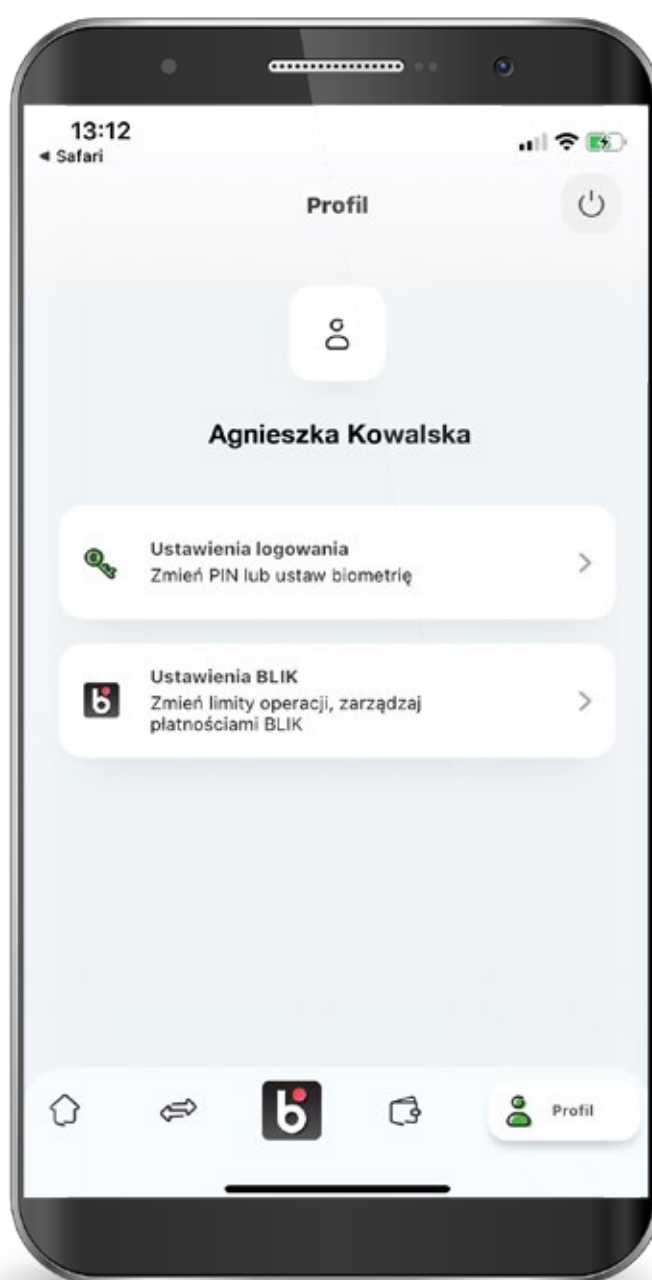 13:12
◄ Safari
Profil
Agnieszka Kowalska
Ustawienia logowania
Zmień PIN lub ustaw biometrię
Ustawienia BLIK
Zmień limity operacji, zarządzaj
płatnościami BLIK
Profil